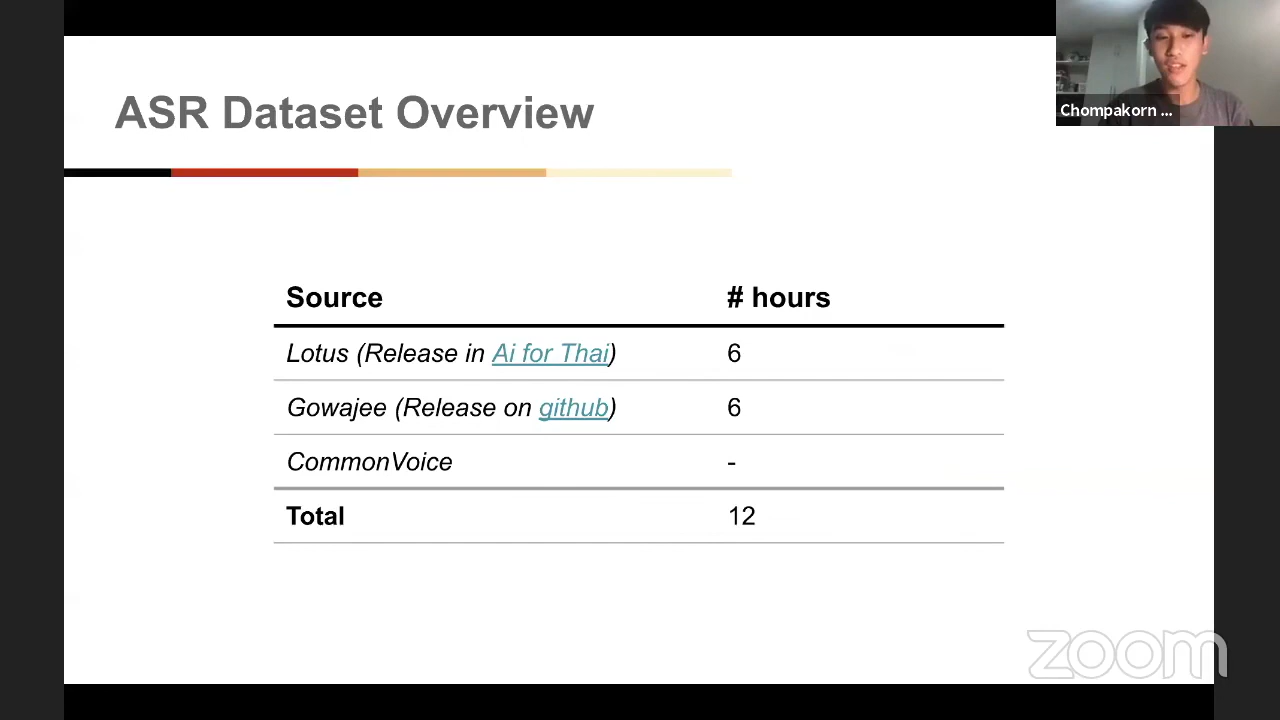 ASR Dataset Overview
Chompakorn ...
Source # hours
Lotus (Release in Ai for Thai) 6
Gowajee (Release on github) 6
CommonVoice -
Total 12
zoom